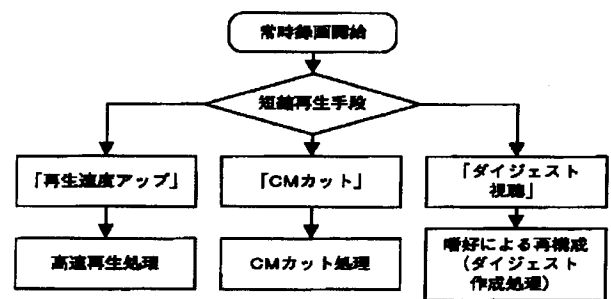 常時録画開始
短縮再生手段
「再生速度アップ」
「CMカット」
「ダイジェスト
視聴」
高速再生処理
CMカット処理
嗜好による再構成
(ダイジェスト
作成処理)